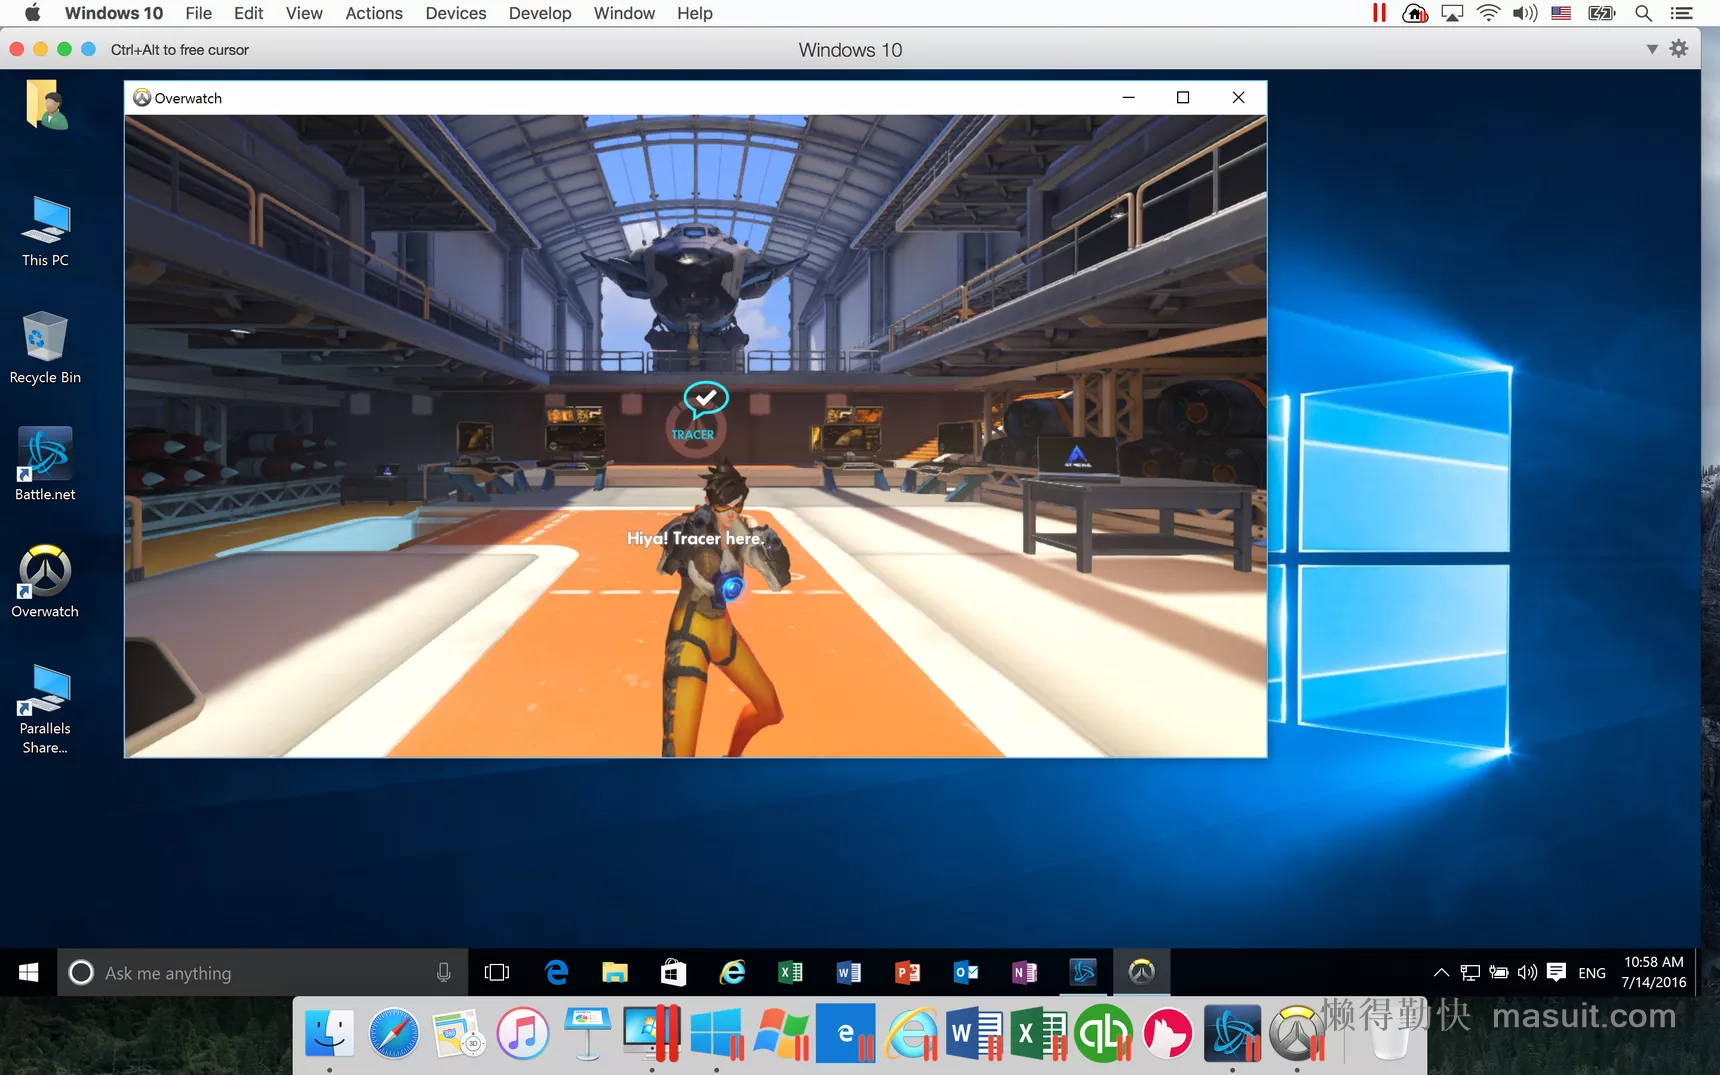 Windows 10 File Edit View Actions Devices Develop Window Help
Ctrl+Alt to free cursor
Windows 10
Overwatch
This PC
Recycle Bin
Battle.net
Overwatch
Parallels
Share...
TRACER
Hiya! Tracer here.
Ask me anything
ENG
10:58 AM
7/14/2016
懒得勤快 masuit.com